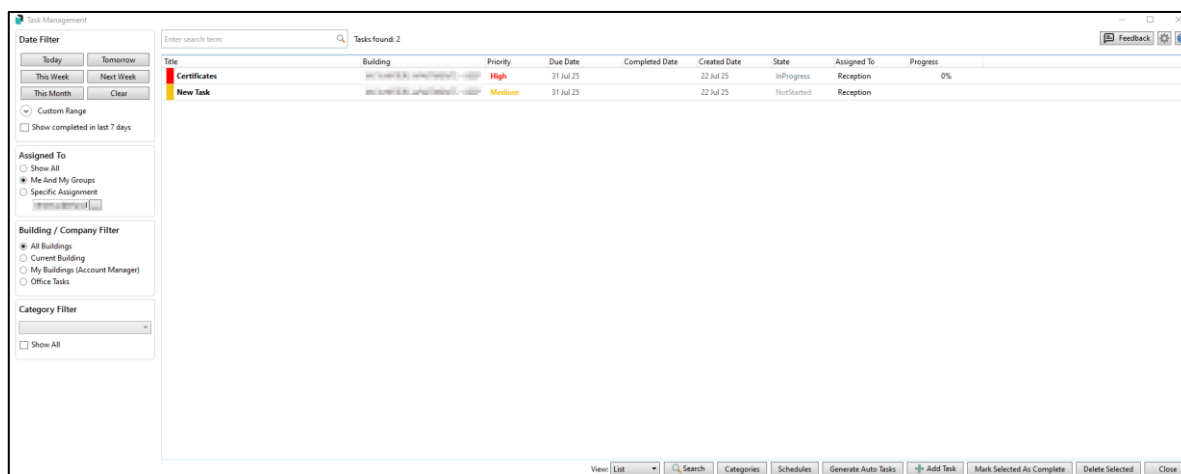 Task Management
Date Filter
Today Tomorrow
This Week Next Week
This Month Clear
Custom Range
Show completed in last 7 days
Assigned To
Show All
Me And My Groups
Specific Assignment
...
Building / Company Filter
All Buildings
Current Building
My Buildings (Account Manager)
Office Tasks
Category Filter
Show All
Enter search term Tasks found: 2 Feedback
Title Building Priority Due Date Completed Date Created Date State Assigned To Progress
Certificates High 31 Jul 25 22 Jul 25 InProgress Reception 0%
New Task Medium 31 Jul 25 22 Jul 25 NotStarted Reception
View: List Search Categories Schedules Generate Auto Tasks Add Task Mark Selected As Complete Delete Selected Close